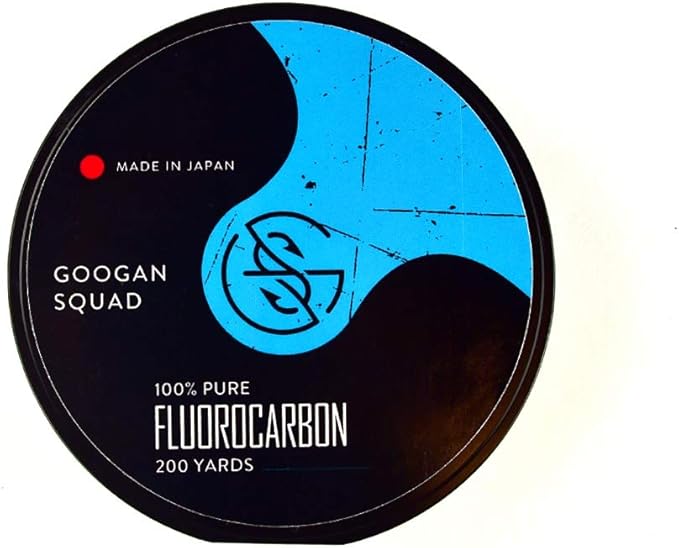 MADE IN JAPAN
GOOGAN
SQUAD
100% PURE
FLUOROCARBON
200 YARDS